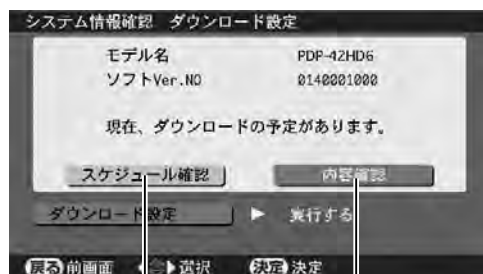 システム情報確認 ダウンロード設定
モデル名 PDP-42HD6
ソフトVer.NO 0140001000
現在、ダウンロードの予定があります。
スケジュール確認 内容確認
ダウンロード設定 ▶ 実行する
戻る 前画面 選択 決定 決定